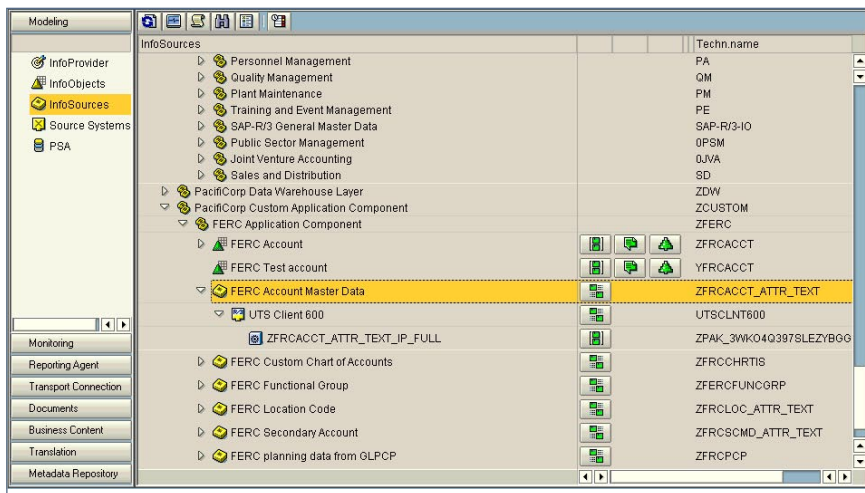 Modeling
InfoProvider
InfoObjects
InfoSources
Source Systems
PSA
Monitoring
Reporting Agent
Transport Connection
Documents
Business Content
Translation
Metadata Repository
InfoSources Techn.name
Personnel Management PA
Quality Management QM
Plant Maintenance PM
Training and Event Management PE
SAP-R/3 General Master Data SAP-R/3-IO
Public Sector Management 0PSM
Joint Venture Accounting 0JVA
Sales and Distribution SD
PacifiCorp Data Warehouse Layer ZDW
PacifiCorp Custom Application Component ZCUSTOM
FERC Application Component ZFERC
FERC Account ZFRCACCT
FERC Test account YFRCACCT
FERC Account Master Data ZFRCACCT_ATTR_TEXT
UTS Client 600 UTSCLNT600
ZFRCACCT_ATTR_TEXT_IP_FULL ZPAK_3WKO4Q397SLEZYBGG
FERC Custom Chart of Accounts ZFRCCHRTIS
FERC Functional Group ZFERCFUNCGRP
FERC Location Code ZFRCLOC_ATTR_TEXT
FERC Secondary Account ZFRCSCMD_ATTR_TEXT
FERC planning data from GLPCP ZFRCPCP